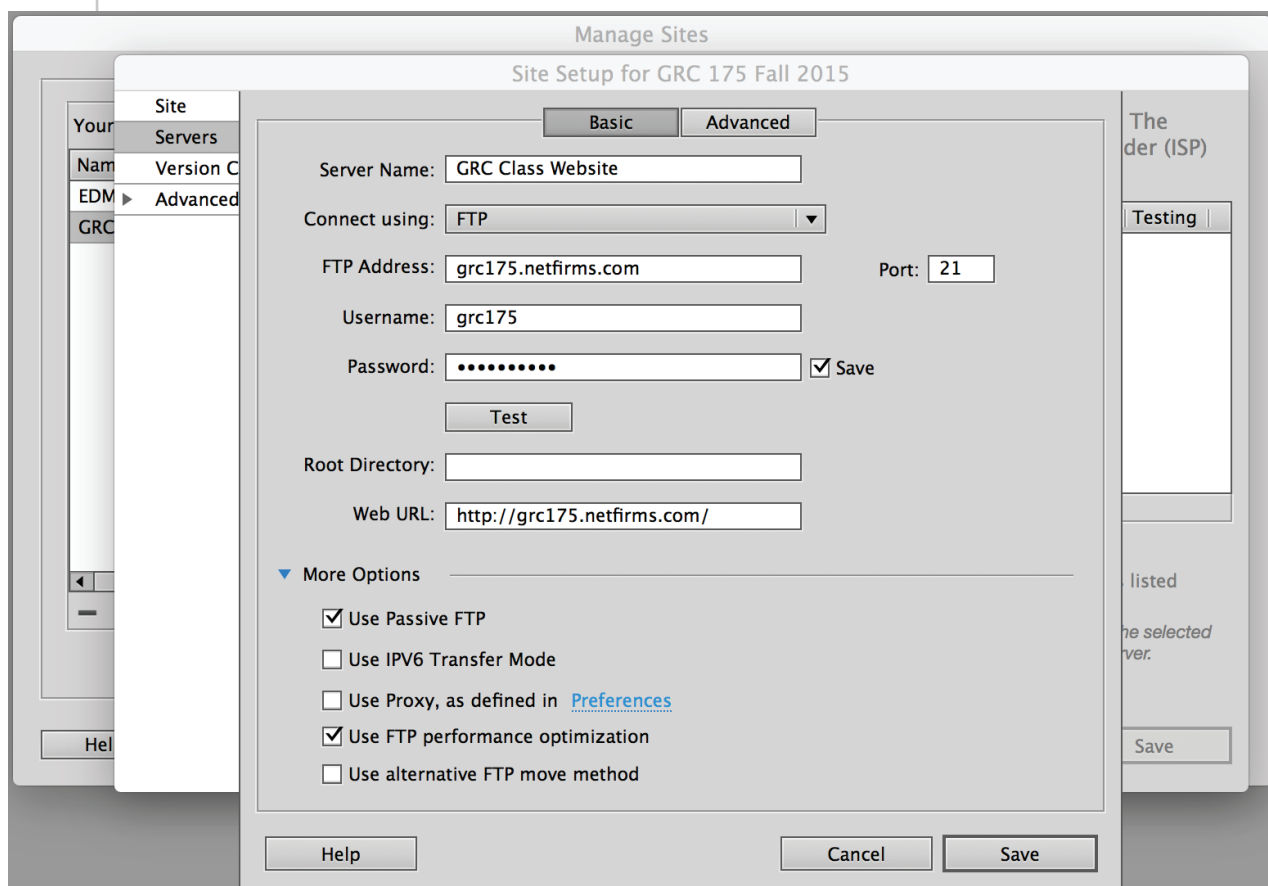 Manage Sites
Site Setup for GRC 175 Fall 2015
Site
Servers
Version C
Advanced
Your
Nam
EDM
GRC
Basic Advanced
Server Name: GRC Class Website
Connect using: FTP
FTP Address: grc175.netfirms.com Port: 21
Username: grc175
Password: •••••••••• Save
Test
Root Directory:
Web URL: http://grc175.netfirms.com/
More Options
Use Passive FTP
Use IPV6 Transfer Mode
Use Proxy, as defined in Preferences
Use FTP performance optimization
Use alternative FTP move method
Help Cancel Save
The
der (ISP)
Testing
listed
he selected
ver.
Hel
Save